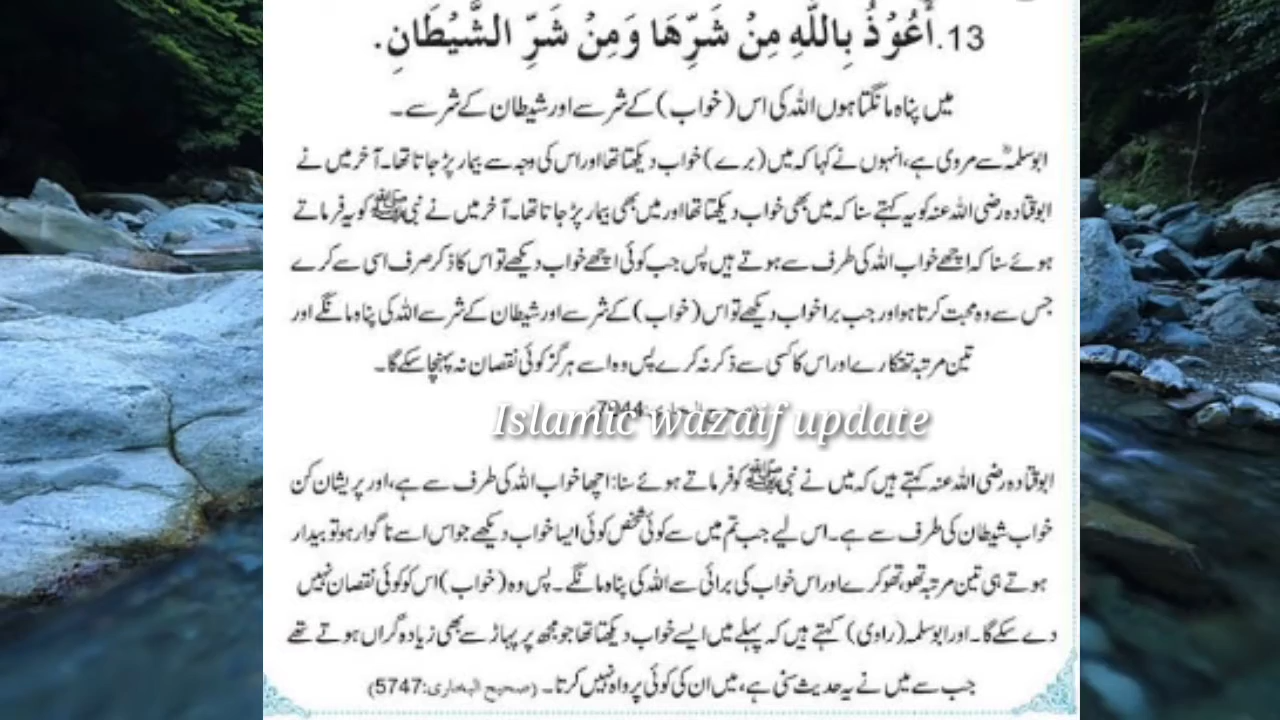 13.أَعُوْذُ بِاللّٰهِ مِنْ شَرِّهَا وَمِنْ شَرِّ الشَّيْطَانِ.
میں پناہ مانگتا ہوں اللہ کی اس (خواب) کے شر سے اور شیطان کے شر سے۔
ابوسلمہؓ سے مروی ہے، انہوں نے کہا کہ میں (برے) خواب دیکھتا تھا اور اس کی وجہ سے بیمار پڑ جاتا تھا۔ آخر میں نے
ابوقتادہ رضی اللہ عنہ کو یہ کہتے سنا کہ میں بھی خواب دیکھتا تھا اور میں بھی بیمار پڑ جاتا تھا۔ آخر میں نے نبی ﷺ کو یہ فرماتے
ہوئے سنا کہ اچھے خواب اللہ کی طرف سے ہوتے ہیں پس جب کوئی اچھے خواب دیکھے تو اس کا ذکر صرف اسی سے کرے
جس سے وہ محبت کرتا ہو اور جب برا خواب دیکھے تو اس (خواب) کے شر سے اور شیطان کے شر سے اللہ کی پناہ مانگے اور
تین مرتبہ تھتکارے اور اس کا کسی سے ذکر نہ کرے پس وہ اسے ہرگز کوئی نقصان نہ پہنچا سکے گا۔
Islamic wazaif update
ابوقتادہ رضی اللہ عنہ کہتے ہیں کہ میں نے نبی ﷺ کو فرماتے ہوئے سنا: اچھا خواب اللہ کی طرف سے ہے، اور پریشان کن
خواب شیطان کی طرف سے ہے۔ اس لیے جب تم میں سے کوئی شخص کوئی ایسا خواب دیکھے جو اسے ناگوار ہو تو بیدار
ہوتے ہی تین مرتبہ تھو، تھو کرے اور اس خواب کی برائی سے اللہ کی پناہ مانگے۔ پس وہ (خواب) اس کو کوئی نقصان نہیں
دے سکے گا۔ اور ابوسلمہ (راوی) کہتے ہیں کہ پہلے میں ایسے خواب دیکھتا تھا جو مجھ پر پہاڑ سے بھی زیادہ گراں ہوتے تھے
جب سے میں نے یہ حدیث سنی ہے، میں ان کی کوئی پرواہ نہیں کرتا۔ (صحیح البخاری:5747)